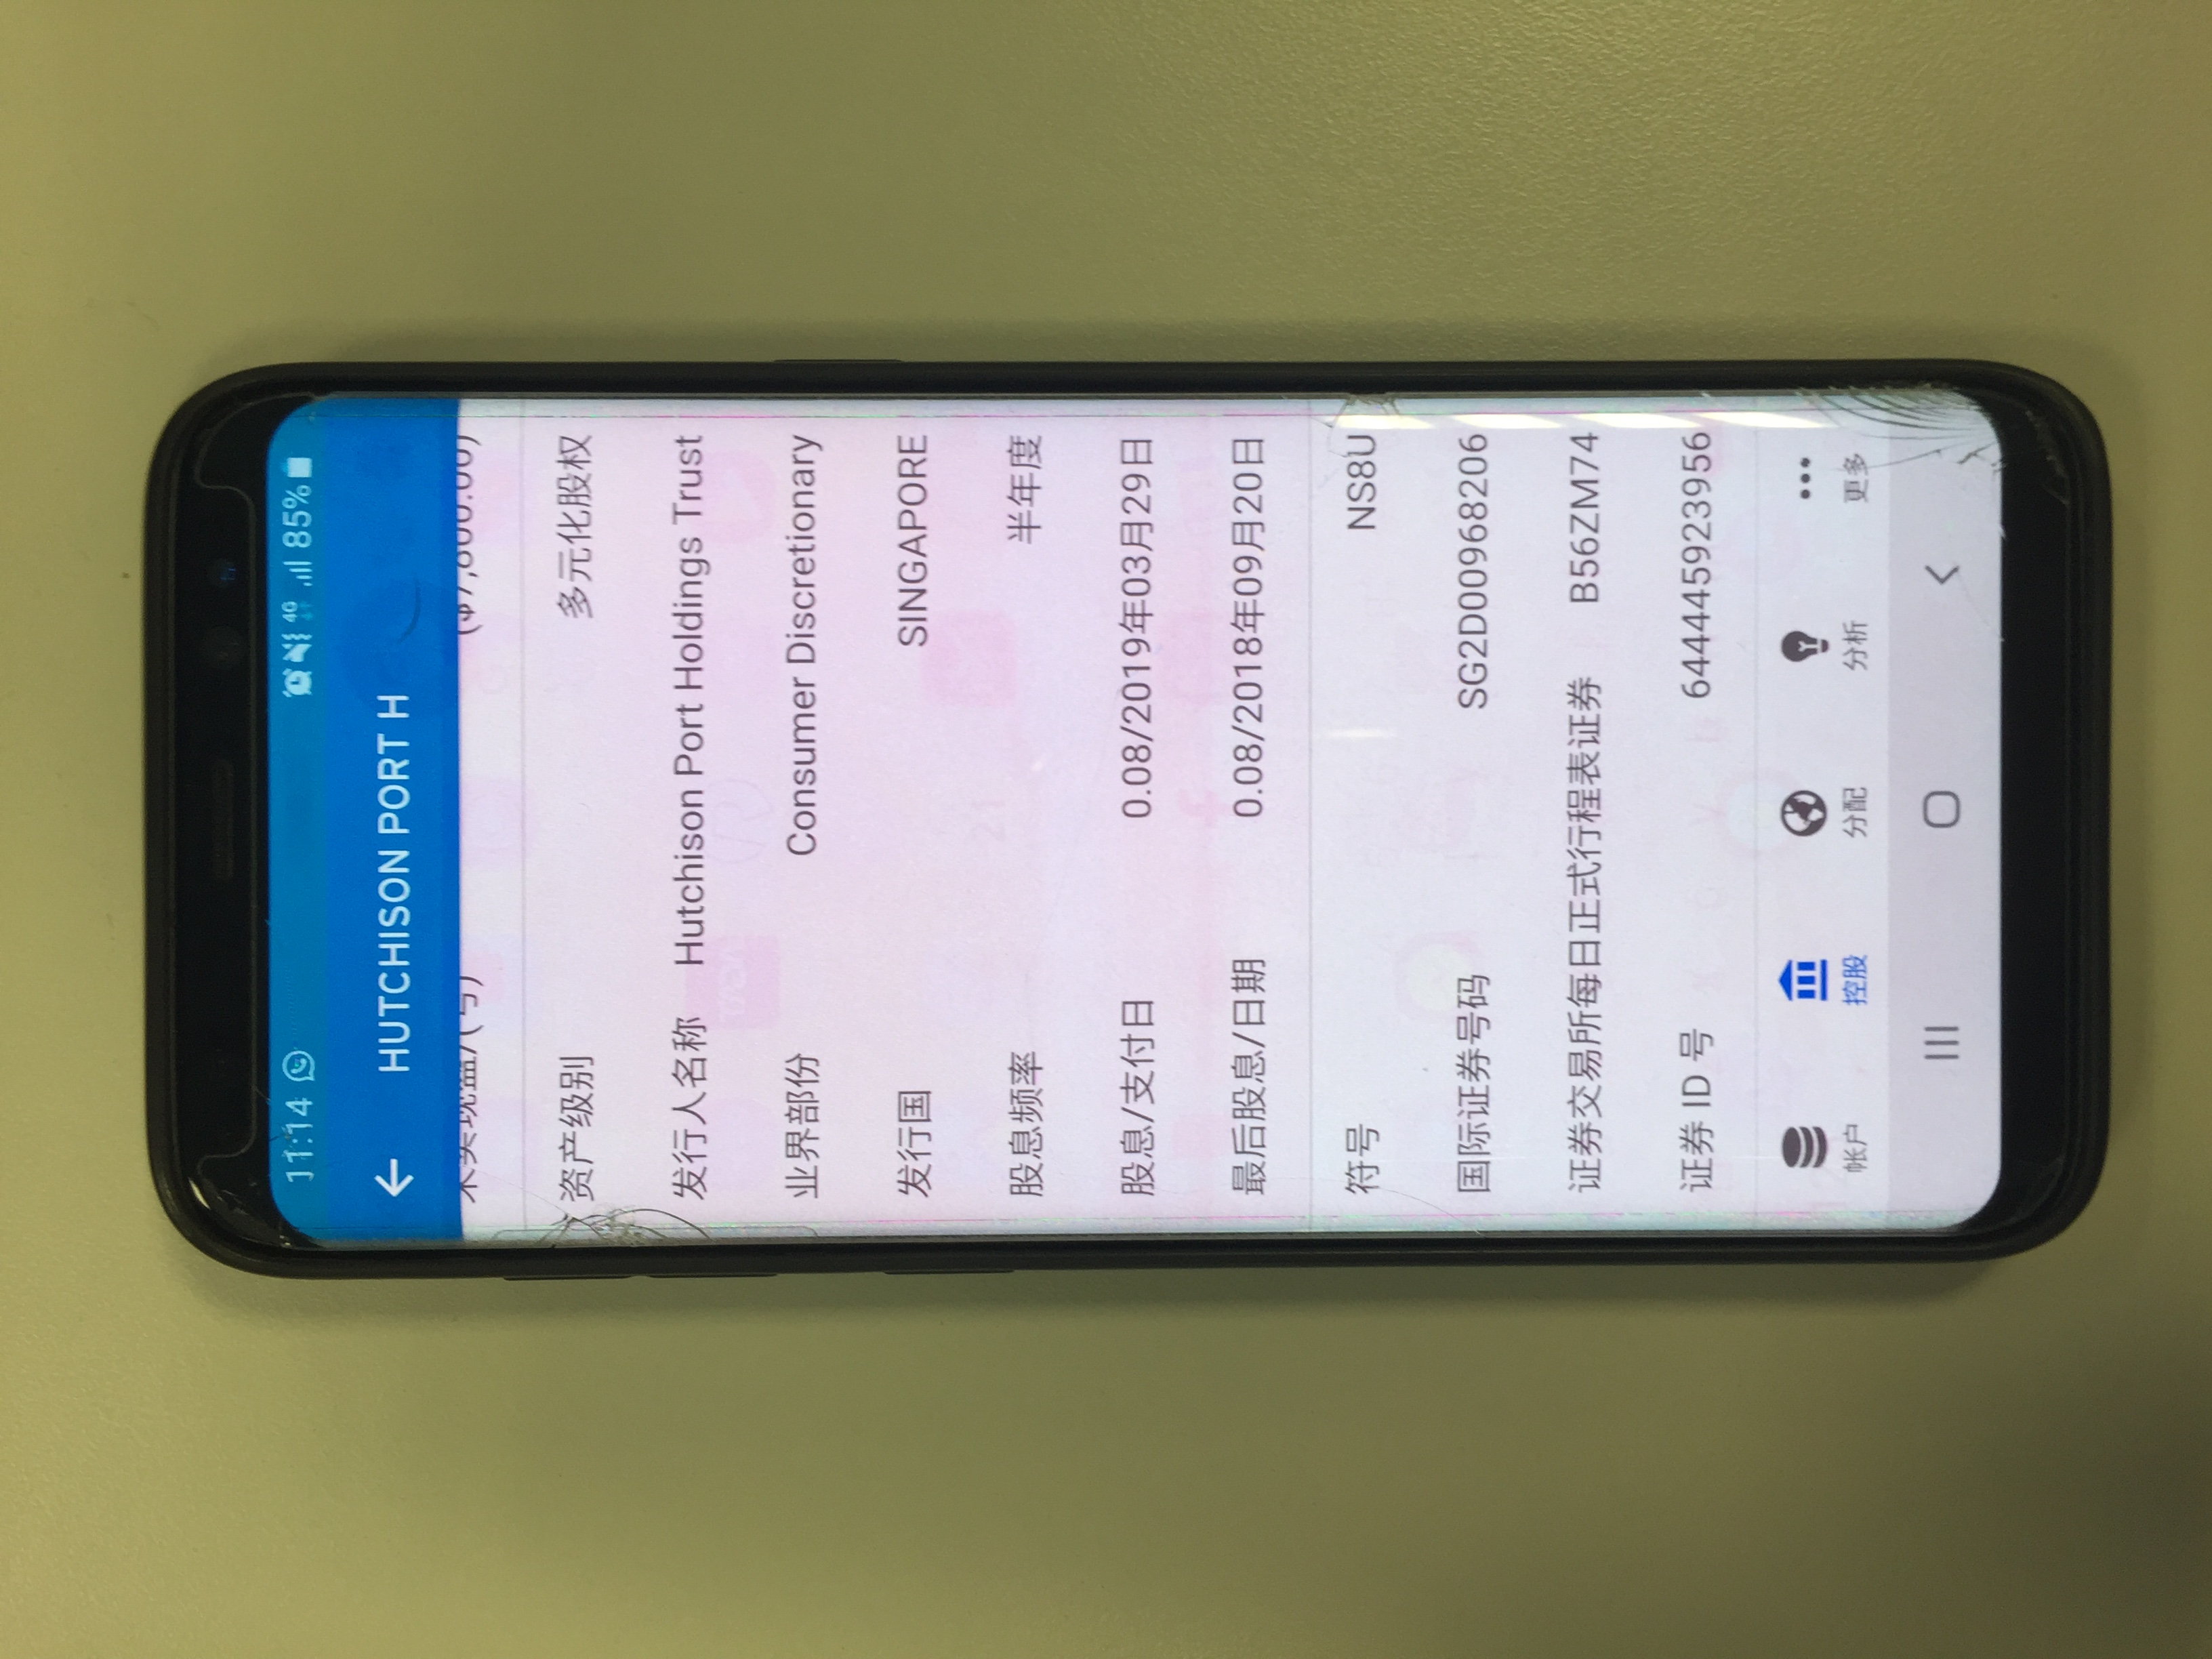 11:14 4G 85%
HUTCHISON PORT H
资产级别 多元化股权
发行人名称 Hutchison Port Holdings Trust
业界部份 Consumer Discretionary
发行国 SINGAPORE
股息频率 半年度
股息/支付日 0.08/2019年03月29日
最后股息/日期 0.08/2018年09月20日
符号 NS8U
国际证券号码 SG2D00968206
证券交易所每日正式行程表证券 B56ZM74
证券 ID 号 644445923956
帐户 控股 分配 分析 更多